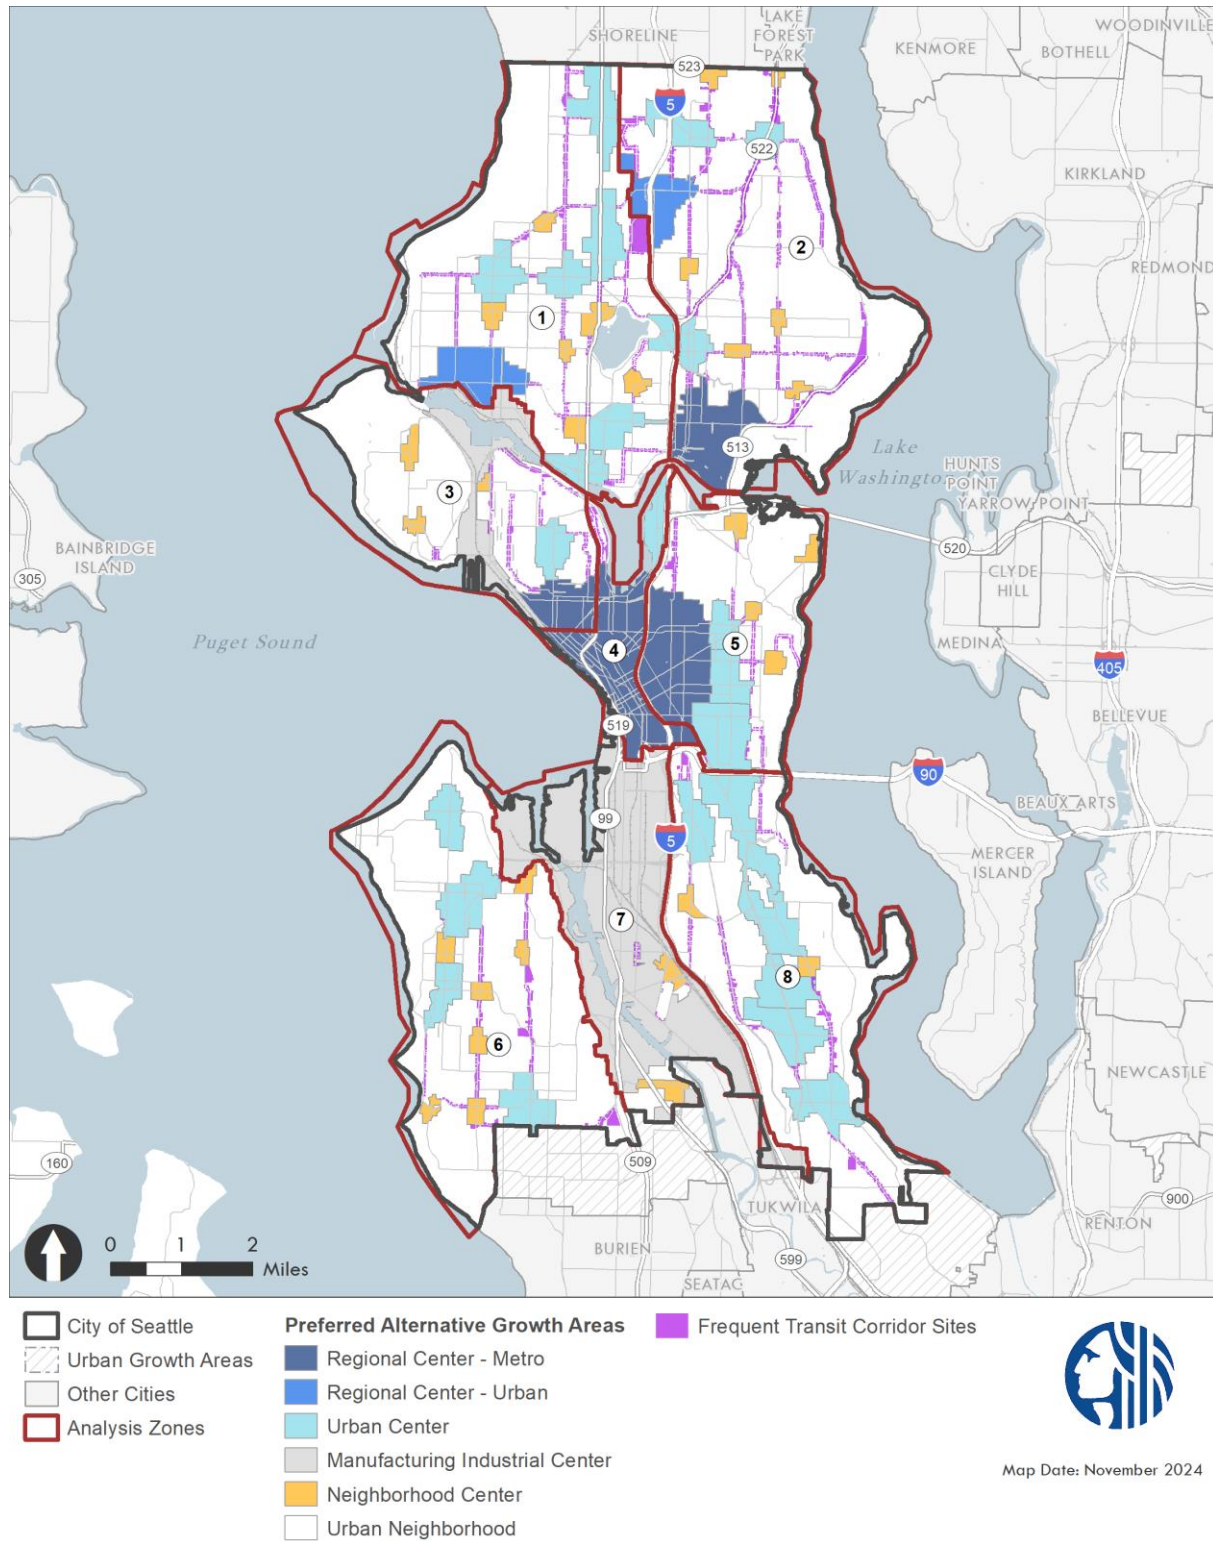 SHORELINE
LAKE
FOREST
PARK
WOODINVILLE
KENMORE
BOTHELL
523
5
522
KIRKLAND
2
REDMOND
1
513
Lake
Washington
HUNTS
POINT
YARROW POINT
3
520
BAINBRIDGE
ISLAND
305
CLYDE
HILL
Puget Sound
4
5
MEDINA
405
519
BELLEVUE
90
BEAUX ARTS
99
5
MERCER
ISLAND
7
8
6
NEWCASTLE
160
509
TUKWILA
900
RENTON
BURIEN
599
SEATAC
0 1 2
Miles
City of Seattle
Urban Growth Areas
Other Cities
Analysis Zones
Preferred Alternative Growth Areas
Regional Center - Metro
Regional Center - Urban
Urban Center
Manufacturing Industrial Center
Neighborhood Center
Urban Neighborhood
Frequent Transit Corridor Sites
Map Date: November 2024